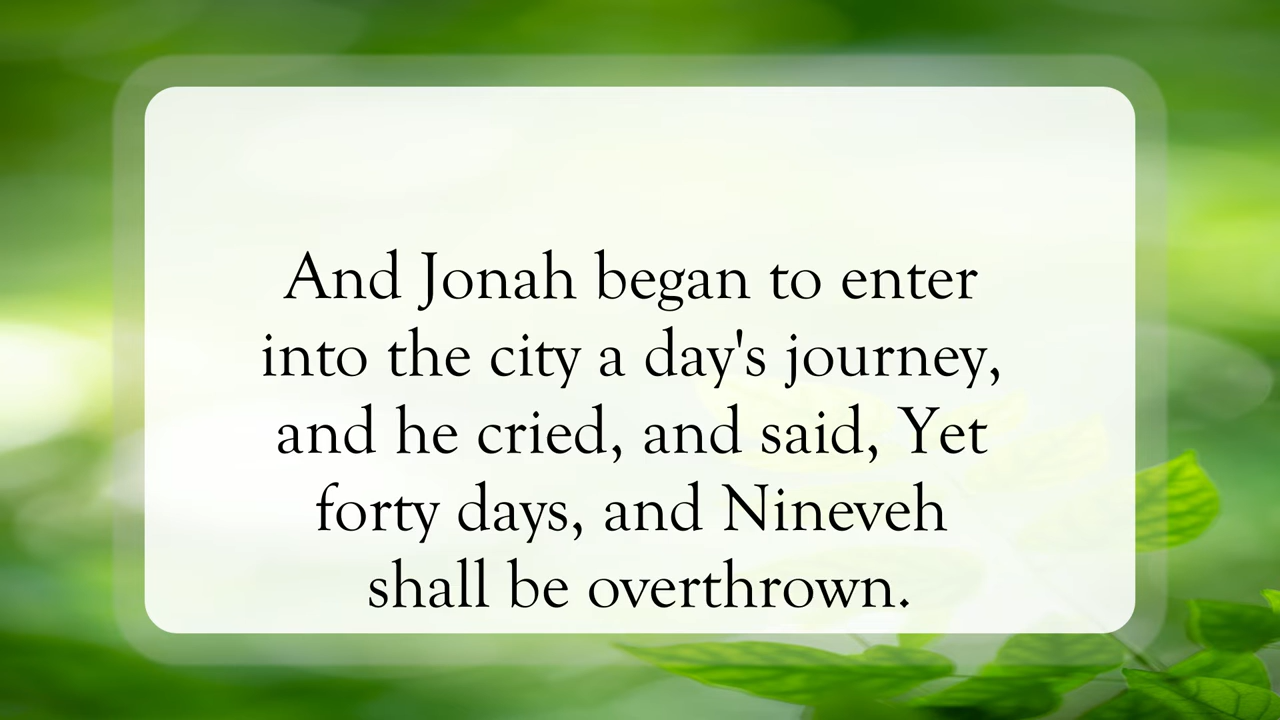 And Jonah began to enter
into the city a day's journey,
and he cried, and said, Yet
forty days, and Nineveh
shall be overthrown.